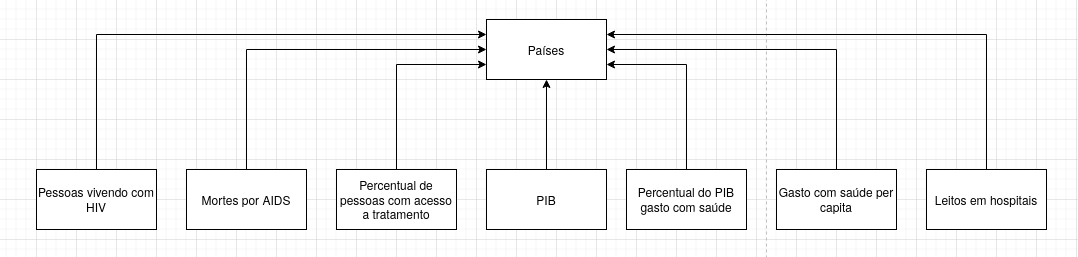 Países
Pessoas vivendo com
HIV
Mortes por AIDS
Percentual de
pessoas com acesso
a tratamento
PIB
Percentual do PIB
gasto com saúde
Gasto com saúde per
capita
Leitos em hospitais